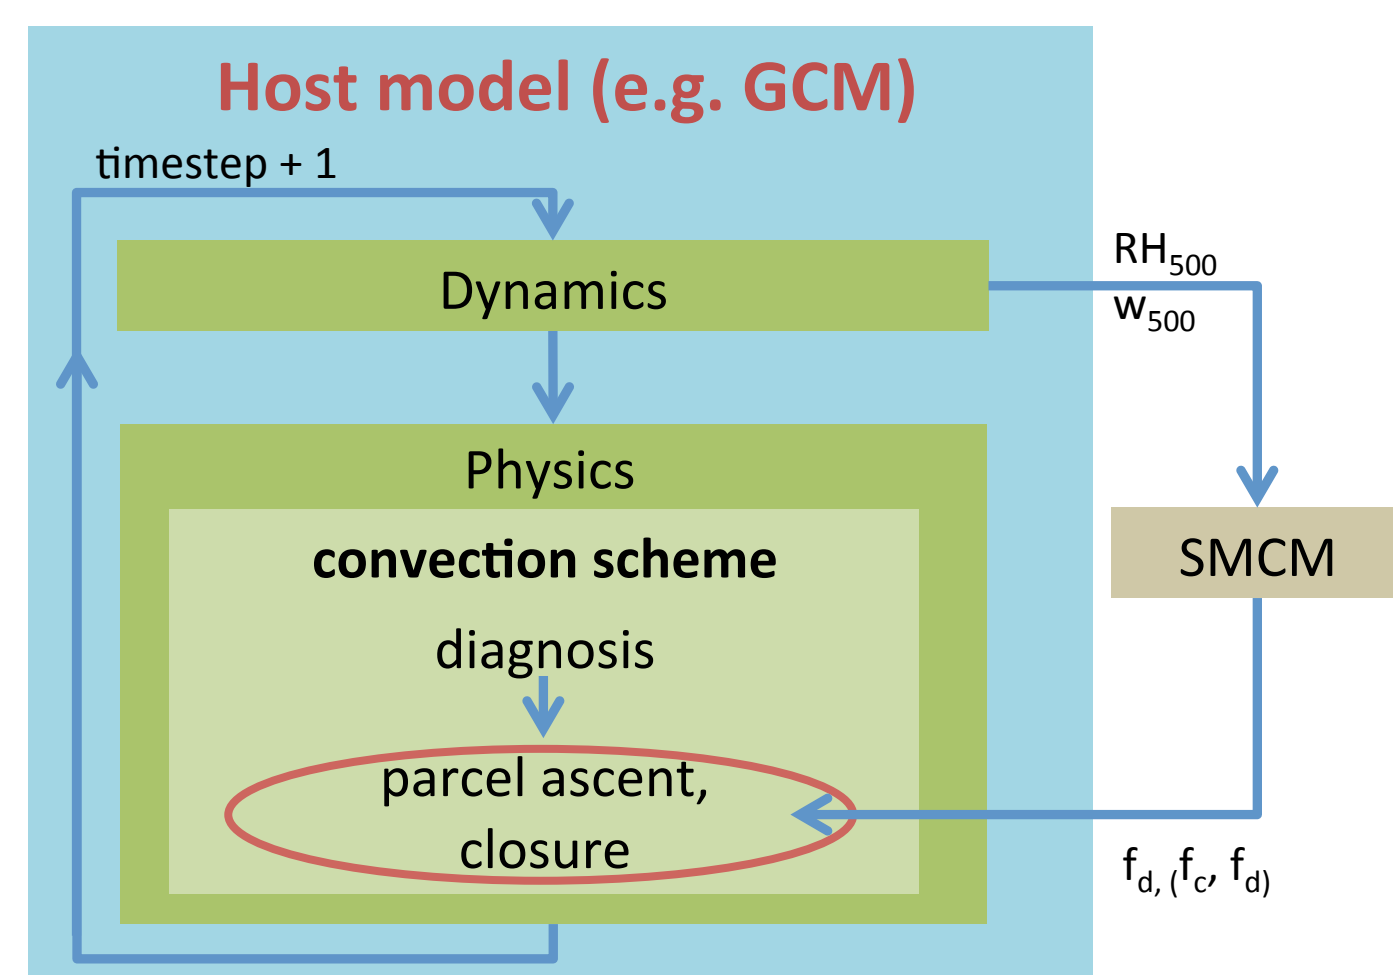 Host model (e.g. GCM)
timestep + 1
Dynamics
RH500
w500
Physics
convection scheme
SMCM
diagnosis
parcel ascent,
closure
fd, (fc, fd)